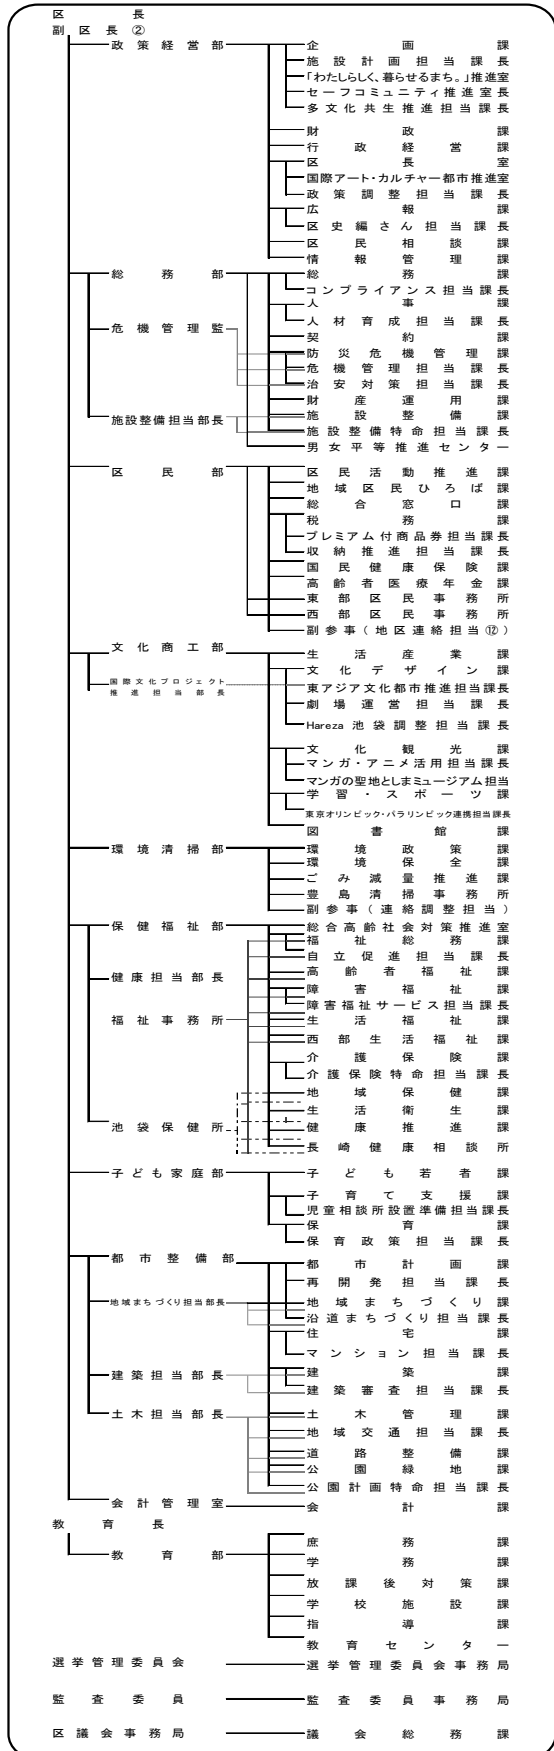 区長
副区長②
政策経営部 企画課
施設計画担当課長
「わたしらしく、暮らせるまち。」推進室
セーフコミュニティ推進室長
多文化共生推進担当課長
財政課
行政経営課
区長室
国際アート・カルチャー都市推進室
政策調整担当課長
広報課
区史編さん担当課長
区民相談課
情報管理課
総務部 総務課
コンプライアンス担当課長
人事課
危機管理監 人材育成担当課長
契約課
防災危機管理課
危機管理担当課長
治安対策担当課長
財産運用課
施設整備担当部長 施設整備課
施設整備特命担当課長
男女平等推進センター
区民部 区民活動推進課
地域区民ひろば課
総合窓口課
税務課
プレミアム付商品券担当課長
収納推進担当課長
国民健康保険課
高齢者医療年金課
東部区民事務所
西部区民事務所
副参事(地区連絡担当⑫)
文化商工部 生活産業課
文化デザイン課
国際文化プロジェクト
推進担当部長
東アジア文化都市推進担当課長
劇場運営担当課長
Hareza池袋調整担当課長
文化観光課
マンガ・アニメ活用担当課長
マンガの聖地としまミュージアム担当
学習・スポーツ課
東京オリンピック・パラリンピック連携担当課長
図書館課
環境清掃部 環境政策課
環境保全課
ごみ減量推進課
豊島清掃事務所
副参事(連絡調整担当)
保健福祉部 総合高齢社会対策推進室
福祉総務課
自立促進担当課長
健康担当部長 高齢者福祉課
障害福祉課
障害福祉サービス担当課長
福祉事務所 生活福祉課
西部生活福祉課
介護保険課
介護保険特命担当課長
地域保健課
生活衛生課
池袋保健所 健康推進課
長崎健康相談所
子ども家庭部 子ども若者課
子育て支援課
児童相談所設置準備担当課長
保育課
保育政策担当課長
都市整備部 都市計画課
再開発担当課長
地域まちづくり担当部長 地域まちづくり課
沿道まちづくり担当課長
住宅課
マンション担当課長
建築担当部長 建築課
建築審査担当課長
土木担当部長 土木管理課
地域交通担当課長
道路整備課
公園緑地課
公園計画特命担当課長
会計管理室 会計課
教育長
庶務課
教育部 学務課
放課後対策課
学校施設課
指導課
教育センター
選挙管理委員会 選挙管理委員会事務局
監査委員 監査委員事務局
区議会事務局 議会総務課